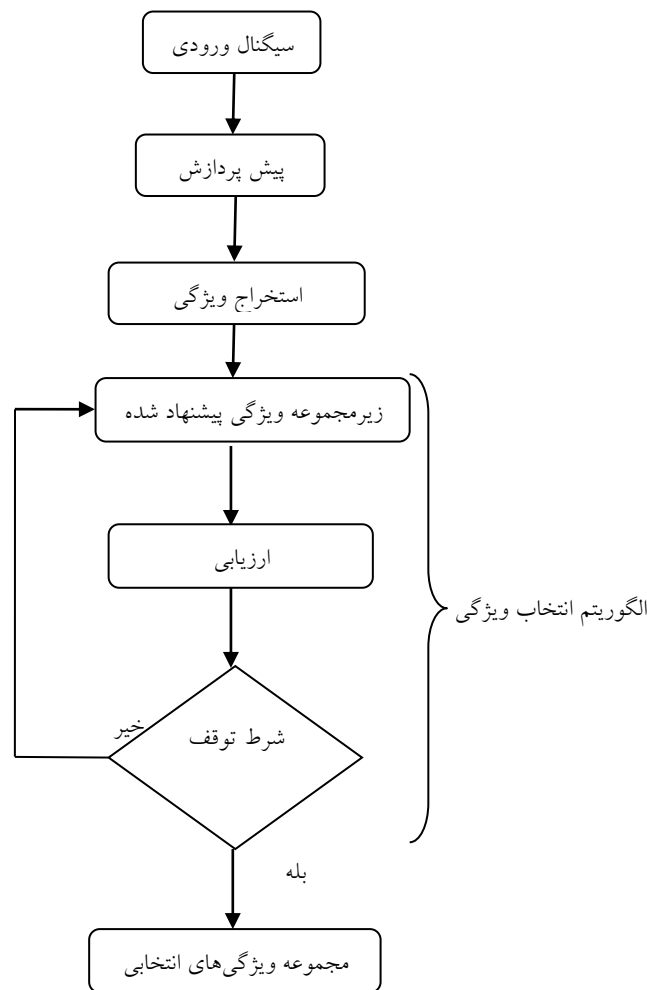 سیگنال ورودی
پیش پردازش
استخراج ویژگی
زیرمجموعه ویژگی پیشنهاد شده
ارزیابی
الگوریتم انتخاب ویژگی
خیر
شرط توقف
بله
مجموعه ویژگی‌های انتخابی